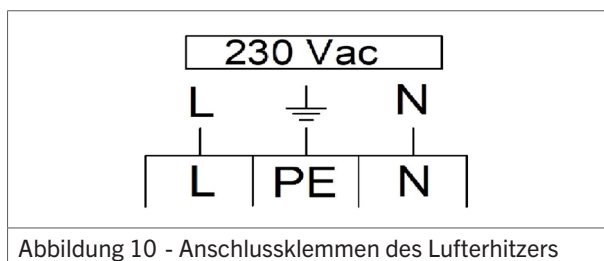 230 Vac
L N
L PE N
Abbildung 10 - Anschlussklemmen des Lufterhitzers